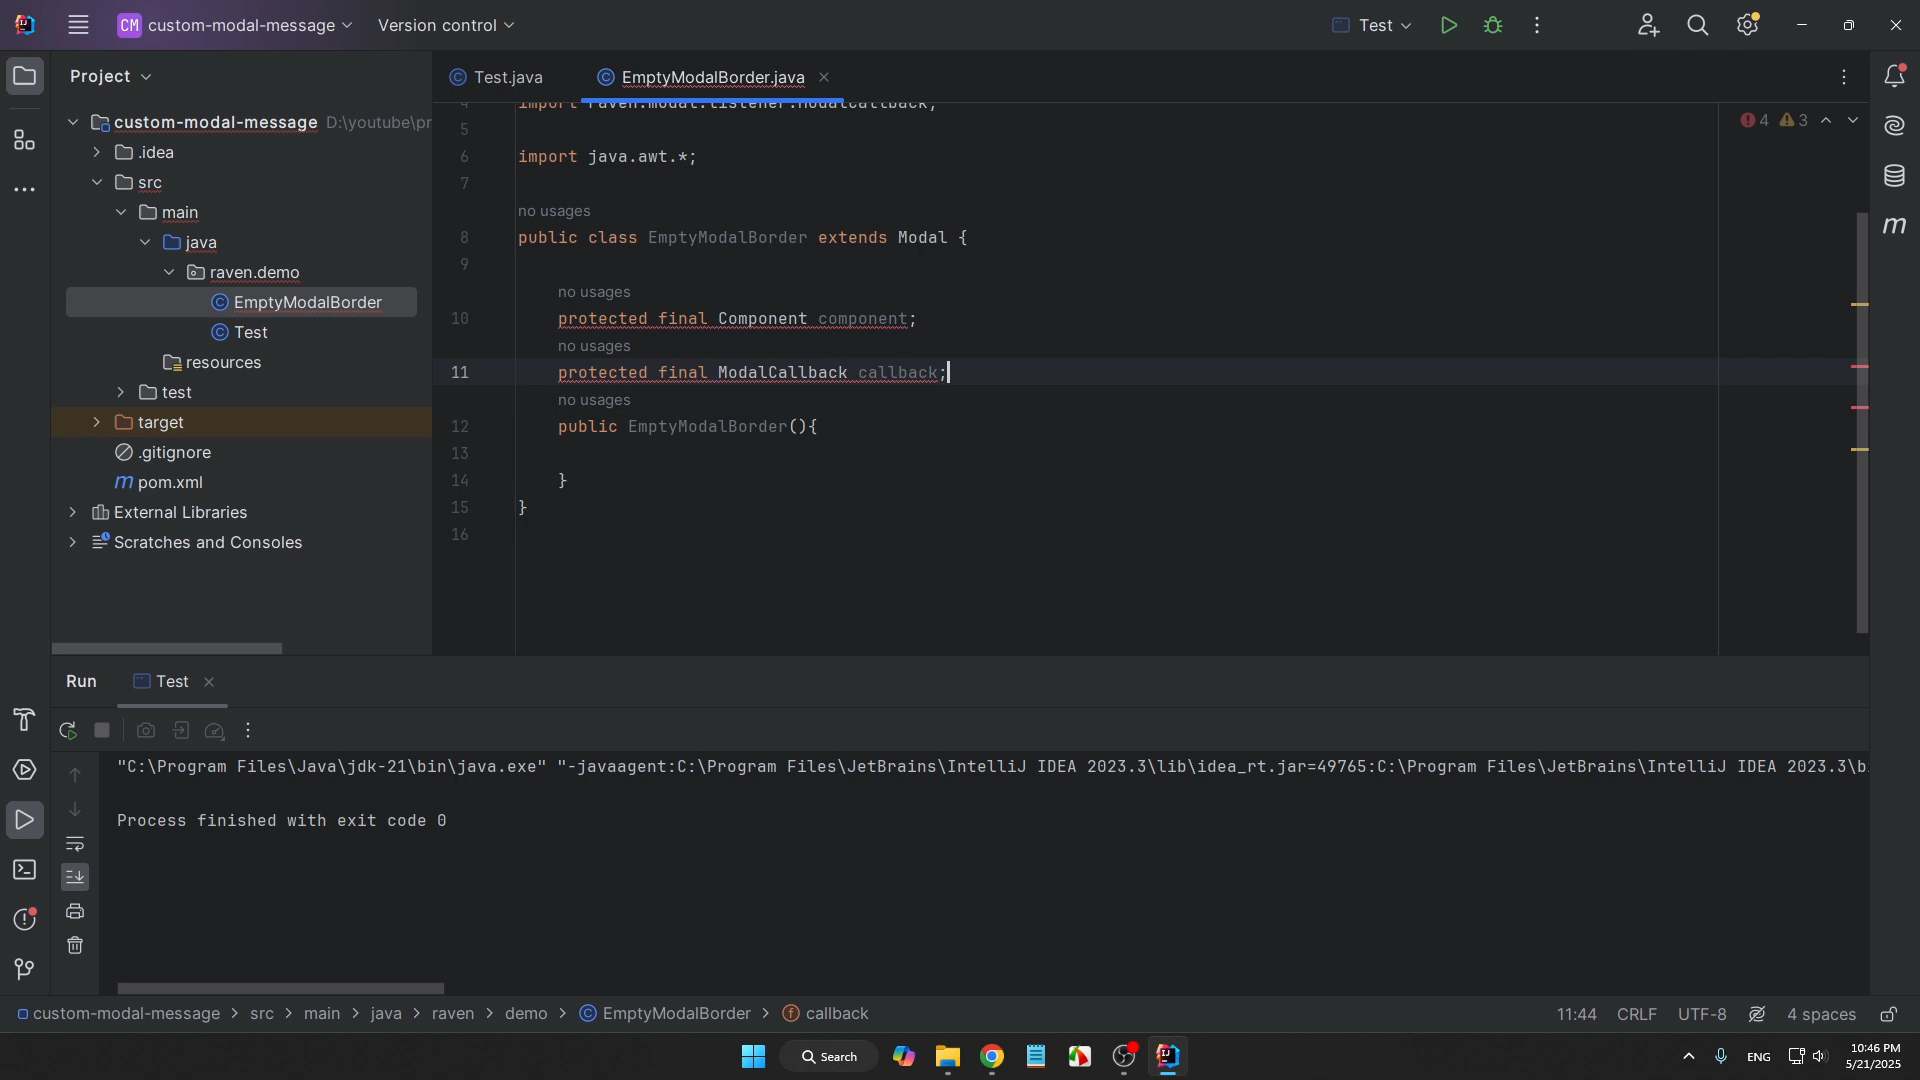 CM custom-modal-message
Version control
Test
Project
Test.java
EmptyModalBorder.java
custom-modal-message D:\youtube\pr
.idea
src
main
java
raven.demo
EmptyModalBorder
Test
resources
test
target
.gitignore
pom.xml
External Libraries
Scratches and Consoles
4 import raven.modal.listener.ModalCallback;
4 3
5
6 import java.awt.*;
7
no usages
8 public class EmptyModalBorder extends Modal {
9
no usages
10 protected final Component component;
no usages
11 protected final ModalCallback callback;
no usages
12 public EmptyModalBorder(){
13
14 }
15 }
16
Run Test
"C:\Program Files\Java\jdk-21\bin\java.exe" "-javaagent:C:\Program Files\JetBrains\IntelliJ IDEA 2023.3\lib\idea_rt.jar=49765:C:\Program Files\JetBrains\IntelliJ IDEA 2023.3\b
Process finished with exit code 0
custom-modal-message > src > main > java > raven > demo > EmptyModalBorder > callback
11:44 CRLF UTF-8 4 spaces
Search
ENG
10:46 PM
5/21/2025